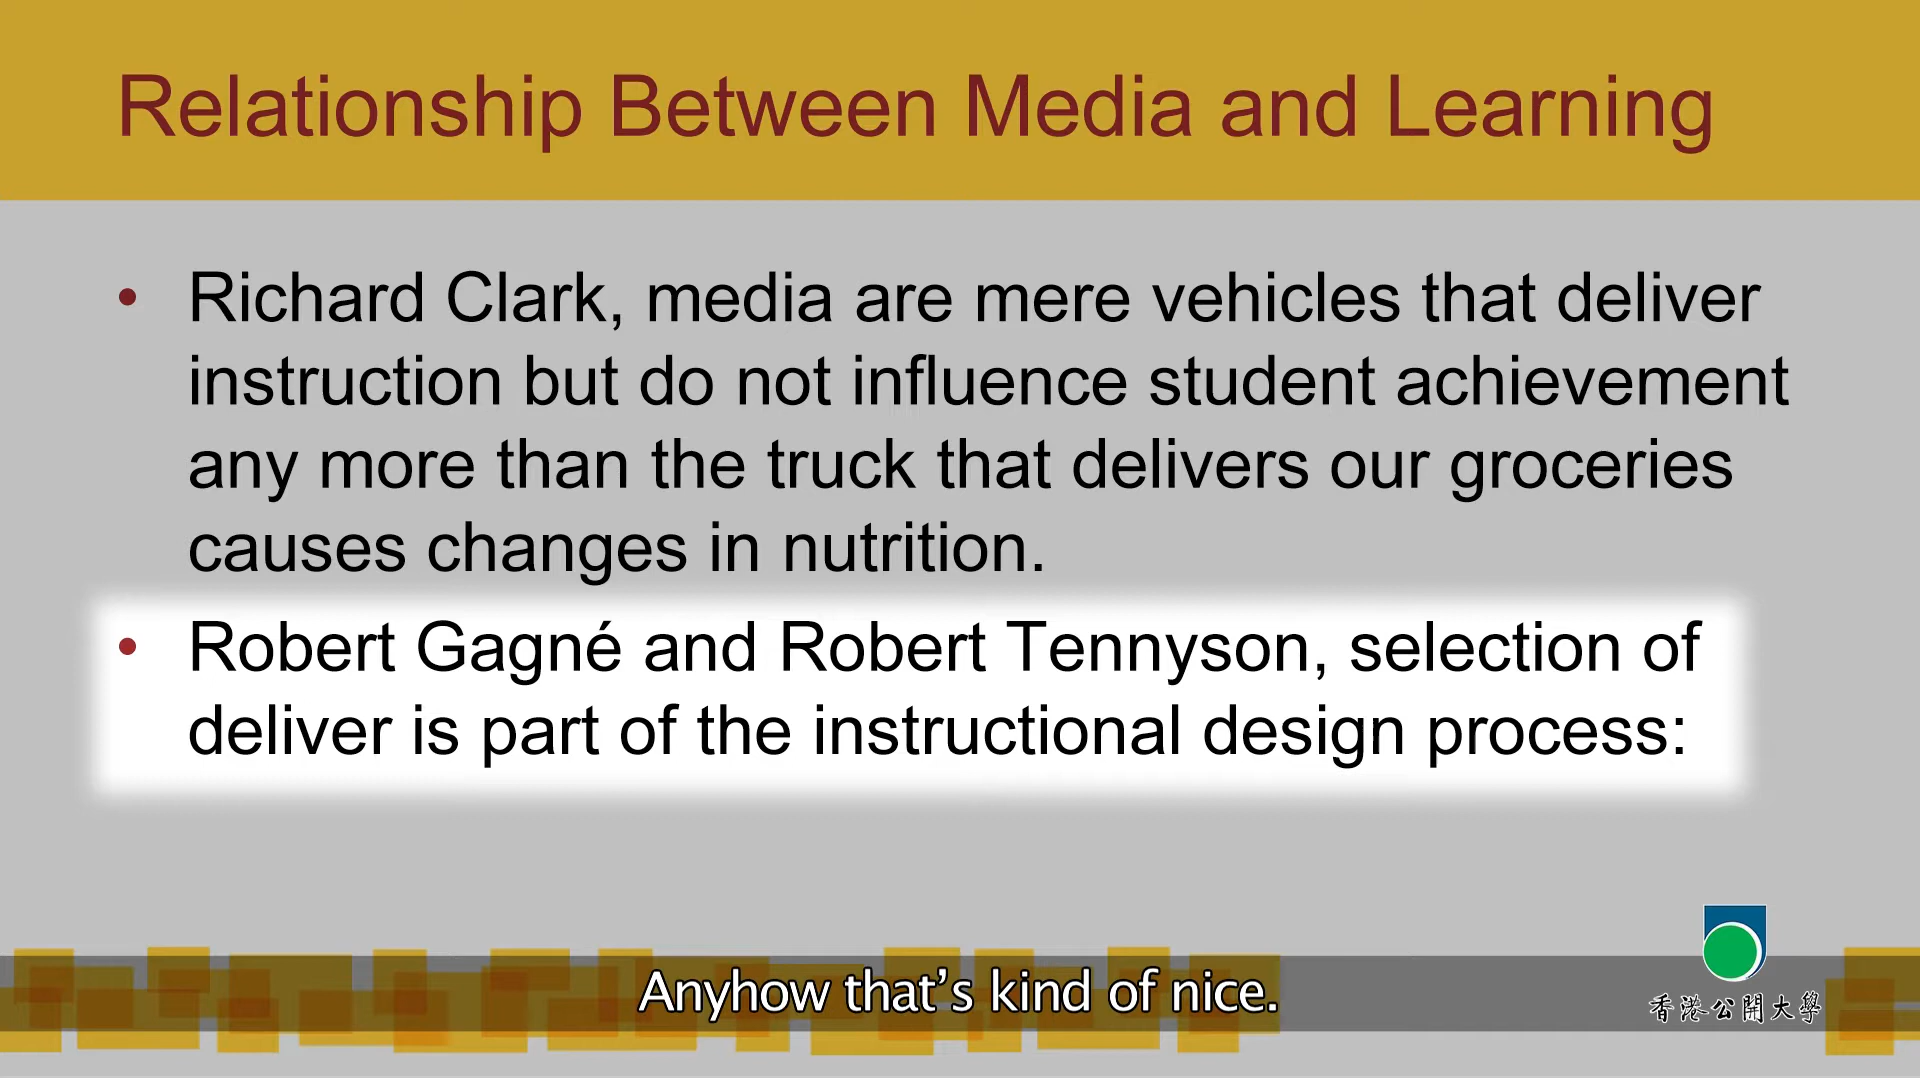 Relationship Between Media and Learning
• Richard Clark, media are mere vehicles that deliver
instruction but do not influence student achievement
any more than the truck that delivers our groceries
causes changes in nutrition.
• Robert Gagné and Robert Tennyson, selection of
deliver is part of the instructional design process:
Anyhow that’s kind of nice.
香港公開大學